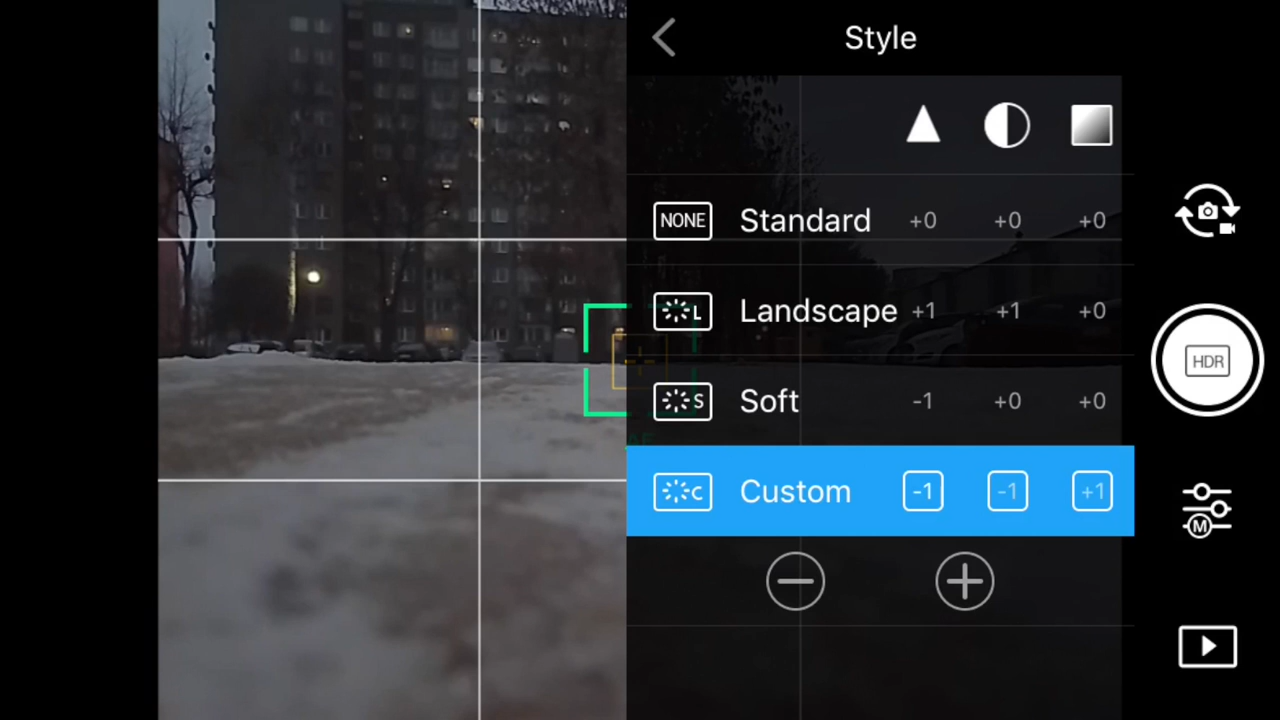 Style
NONE Standard +0 +0 +0
L Landscape +1 +1 +0
S Soft -1 +0 +0
C Custom -1 -1 +1
HDR
M
AF